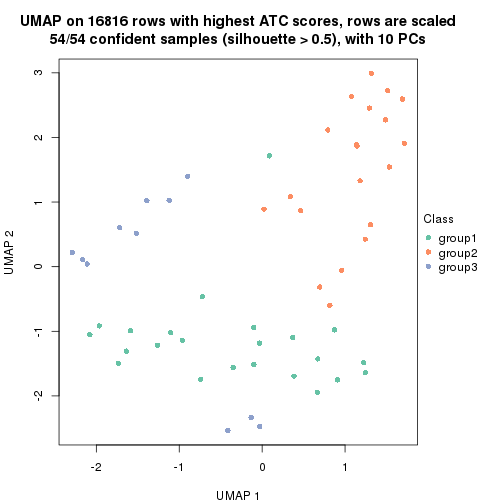 UMAP on 16816 rows with highest ATC scores, rows are scaled
54/54 confident samples (silhouette > 0.5), with 10 PCs
3
2
1
0
-1
-2
UMAP 2
-2
-1
0
1
UMAP 1
Class
group1
group2
group3